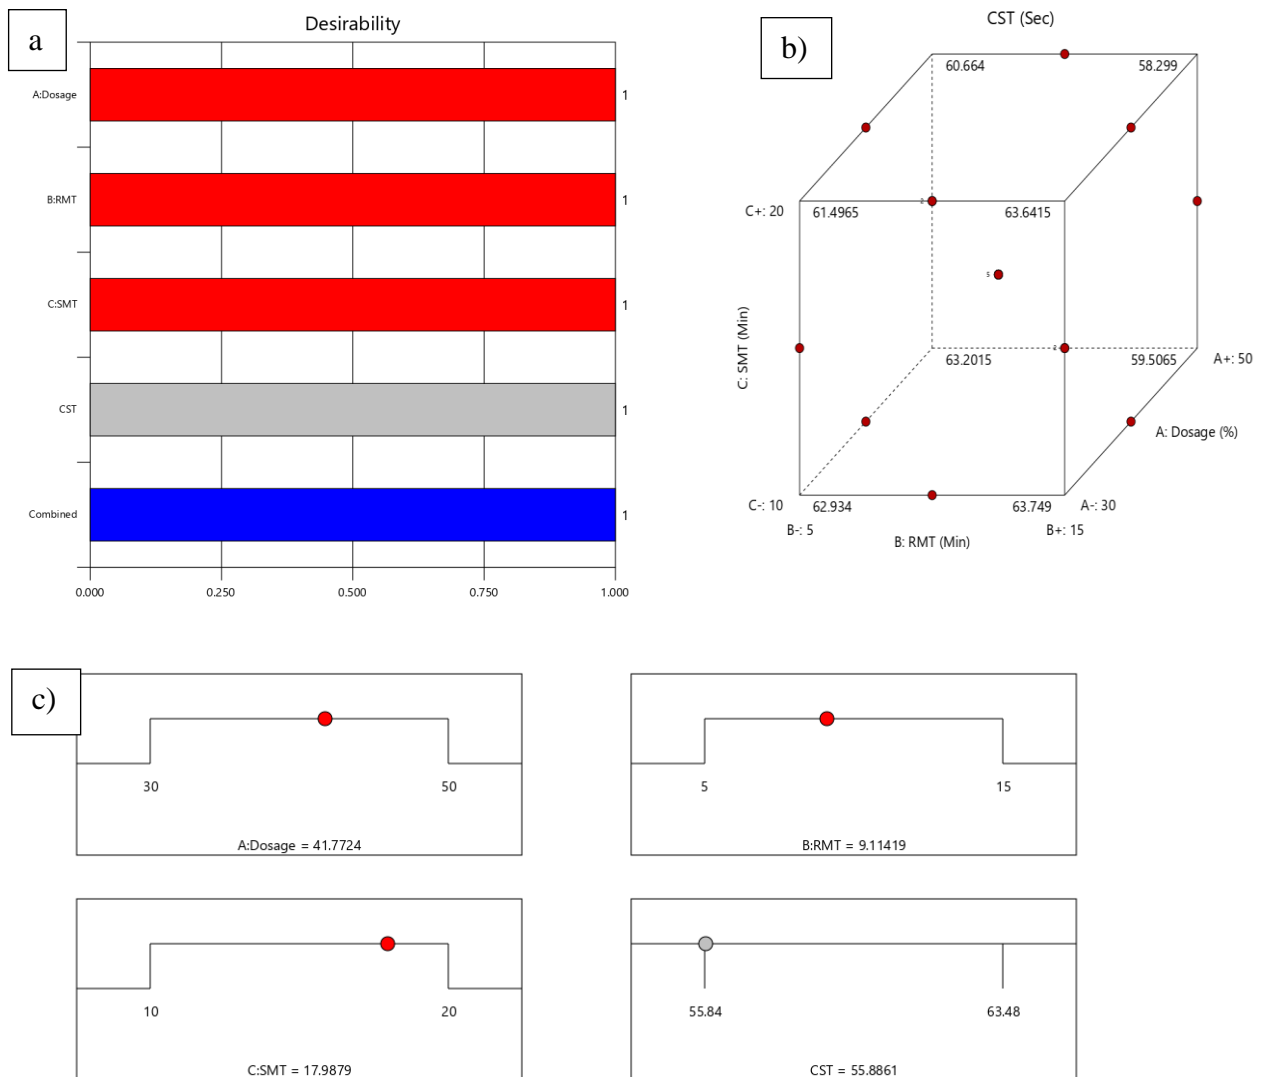 a
Desirability
A:Dosage
1
B:RMT
1
C:SMT
1
CST
1
Combined
1
0.000 0.250 0.500 0.750 1.000
b)
CST (Sec)
60.664 58.299
C+: 20 61.4965 63.6415
2
5
C: SMT (Min)
2
63.2015 59.5065 A+: 50
A: Dosage (%)
C-: 10 62.934 63.749 A-: 30
B-: 5 B+: 15
B: RMT (Min)
c)
30 50
A:Dosage = 41.7724
5 15
B:RMT = 9.11419
10 20
C:SMT = 17.9879
55.84 63.48
CST = 55.8861